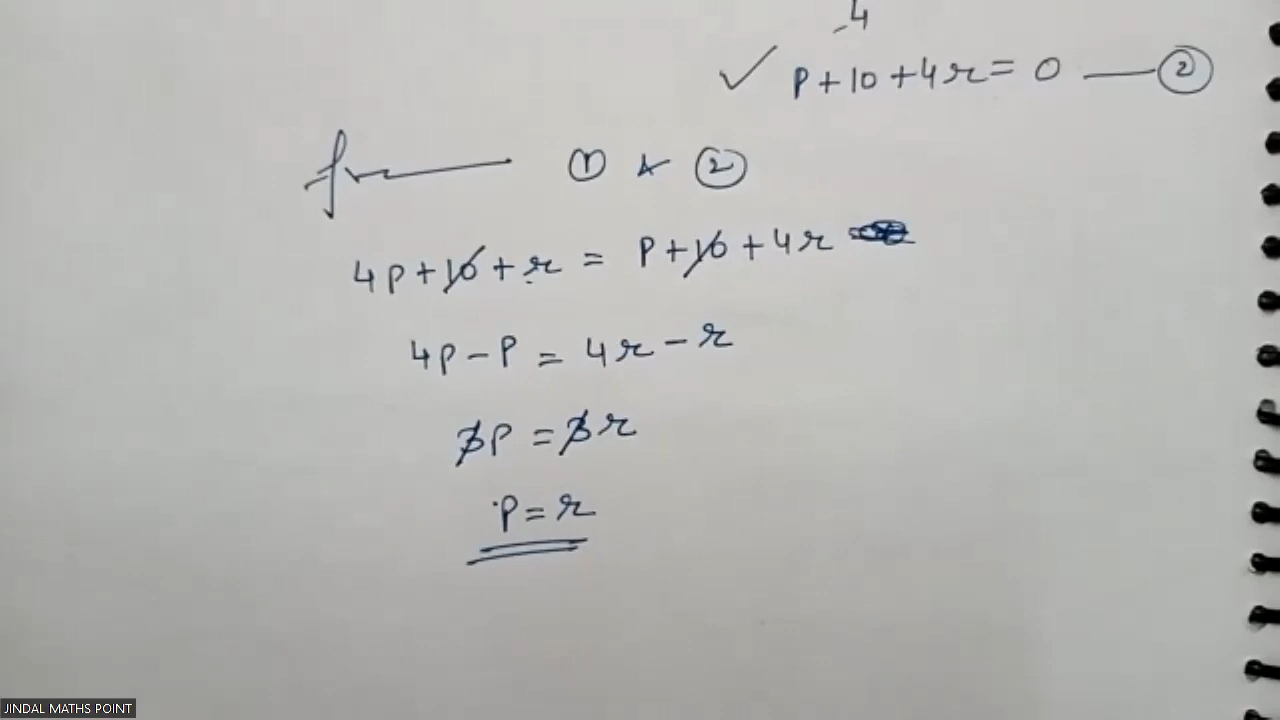 4
✓ P+10+4r=0 — ②
from ① & ②
4p+10+r = P+10+4r
4p-P = 4r-r
3P = 3r
P=r
JINDAL MATHS POINT